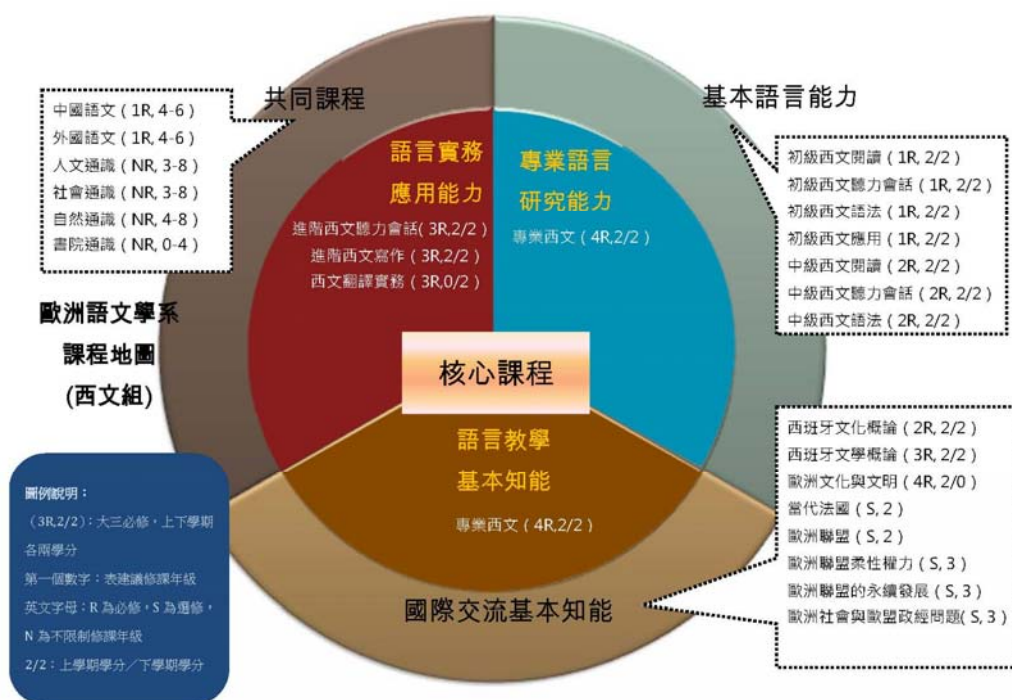 共同課程
中國語文 ( 1R, 4-6 )
外國語文 ( 1R, 4-6 )
人文通識 ( NR, 3-8 )
社會通識 ( NR, 3-8 )
自然通識 ( NR, 4-8 )
書院通識 ( NR, 0-4 )
歐洲語文學系
課程地圖
(西文組)
語言實務
應用能力
進階西文聽力會話( 3R,2/2)
進階西文寫作 ( 3R,2/2)
西文翻譯實務 ( 3R,0/2 )
專業語言
研究能力
專業西文 ( 4R,2/2 )
基本語言能力
初級西文閱讀 ( 1R, 2/2 )
初級西文聽力會話 ( 1R, 2/2 )
初級西文語法 ( 1R, 2/2 )
初級西文應用 ( 1R, 2/2 )
中級西文閱讀 ( 2R, 2/2 )
中級西文聽力會話 ( 2R, 2/2 )
中級西文語法 ( 2R, 2/2 )
核心課程
語言教學
基本知能
專業西文 ( 4R,2/2 )
國際交流基本知能
西班牙文化概論 ( 2R, 2/2 )
西班牙文學概論 ( 3R, 2/2 )
歐洲文化與文明 ( 4R, 2/0 )
當代法國 ( S, 2 )
歐洲聯盟 ( S, 2 )
歐洲聯盟柔性權力 ( S, 3 )
歐洲聯盟的永續發展 ( S, 3 )
歐洲社會與歐盟政經問題( S, 3 )
圖例說明：
（3R,2/2）：大三必修，上下學期
各兩學分
第一個數字：表建議修課年級
英文字母：R 為必修，S 為選修，
N 為不限制修課年級
2/2：上學期學分／下學期學分